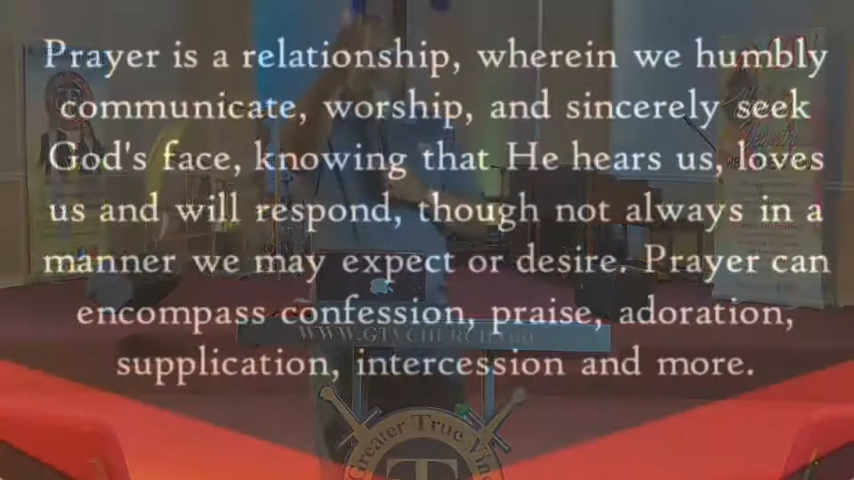 Prayer is a relationship, wherein we humbly
communicate, worship, and sincerely seek
God's face, knowing that He hears us, loves
us and will respond, though not always in a
manner we may expect or desire. Prayer can
encompass confession, praise, adoration,
supplication, intercession and more.
WWW.GTVCHURCH
Greater True Vine
T